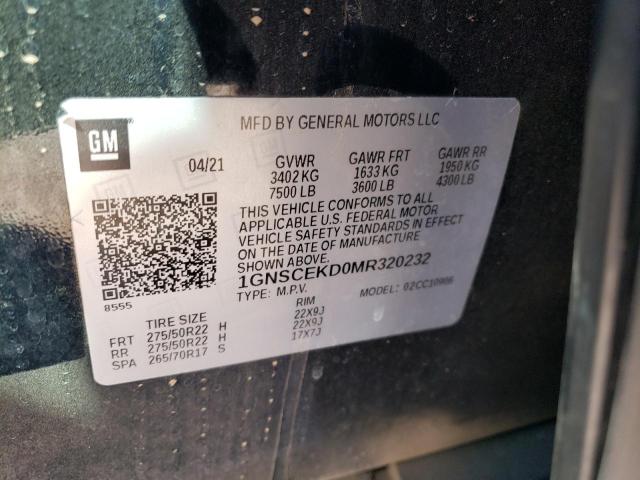 GM
MFD BY GENERAL MOTORS LLC
04/21 GVWR GAWR FRT GAWR RR
3402 KG 1633 KG 1950 KG
7500 LB 3600 LB 4300 LB
THIS VEHICLE CONFORMS TO ALL
APPLICABLE U.S. FEDERAL MOTOR
VEHICLE SAFETY STANDARDS IN EFFECT
ON THE DATE OF MANUFACTURE
SHOWN ABOVE.
1GNSCEKD0MR320232
TYPE: M.P.V. MODEL: 02CC10906
8555
TIRE SIZE RIM
FRT 275/50R22 H 22X9J
RR 275/50R22 H 22X9J
SPA 265/70R17 S 17X7J